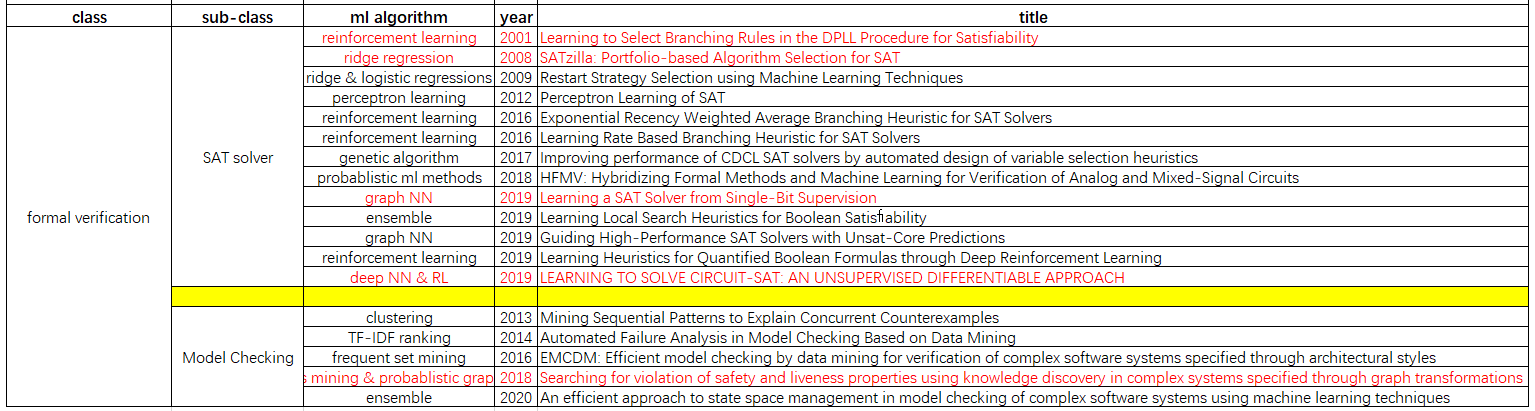 class sub-class ml algorithm year title
reinforcement learning 2001 Learning to Select Branching Rules in the DPLL Procedure for Satisfiability
ridge regression 2008 SATzilla: Portfolio-based Algorithm Selection for SAT
ridge & logistic regressions 2009 Restart Strategy Selection using Machine Learning Techniques
perceptron learning 2012 Perceptron Learning of SAT
reinforcement learning 2016 Exponential Recency Weighted Average Branching Heuristic for SAT Solvers
reinforcement learning 2016 Learning Rate Based Branching Heuristic for SAT Solvers
SAT solver genetic algorithm 2017 Improving performance of CDCL SAT solvers by automated design of variable selection heuristics
probablistic ml methods 2018 HFMV: Hybridizing Formal Methods and Machine Learning for Verification of Analog and Mixed-Signal Circuits
graph NN 2019 Learning a SAT Solver from Single-Bit Supervision
formal verification ensemble 2019 Learning Local Search Heuristics for Boolean Satisfiability
graph NN 2019 Guiding High-Performance SAT Solvers with Unsat-Core Predictions
reinforcement learning 2019 Learning Heuristics for Quantified Boolean Formulas through Deep Reinforcement Learning
deep NN & RL 2019 LEARNING TO SOLVE CIRCUIT-SAT: AN UNSUPERVISED DIFFERENTIABLE APPROACH
clustering 2013 Mining Sequential Patterns to Explain Concurrent Counterexamples
TF-IDF ranking 2014 Automated Failure Analysis in Model Checking Based on Data Mining
Model Checking frequent set mining 2016 EMCDM: Efficient model checking by data mining for verification of complex software systems specified through architectural styles
s mining & probablistic grap 2018 Searching for violation of safety and liveness properties using knowledge discovery in complex systems specified through graph transformations
ensemble 2020 An efficient approach to state space management in model checking of complex software systems using machine learning techniques